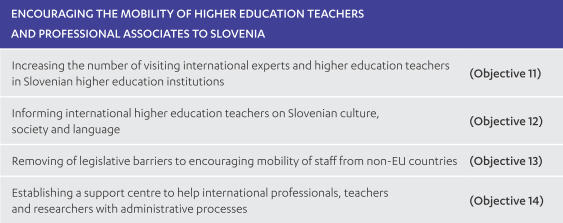 ENCOURAGING THE MOBILITY OF HIGHER EDUCATION TEACHERS
AND PROFESSIONAL ASSOCIATES TO SLOVENIA
Increasing the number of visiting international experts and higher education teachers
in Slovenian higher education institutions
(Objective 11)
Informing international higher education teachers on Slovenian culture,
society and language
(Objective 12)
Removing of legislative barriers to encouraging mobility of staff from non-EU countries (Objective 13)
Establishing a support centre to help international professionals, teachers
and researchers with administrative processes
(Objective 14)